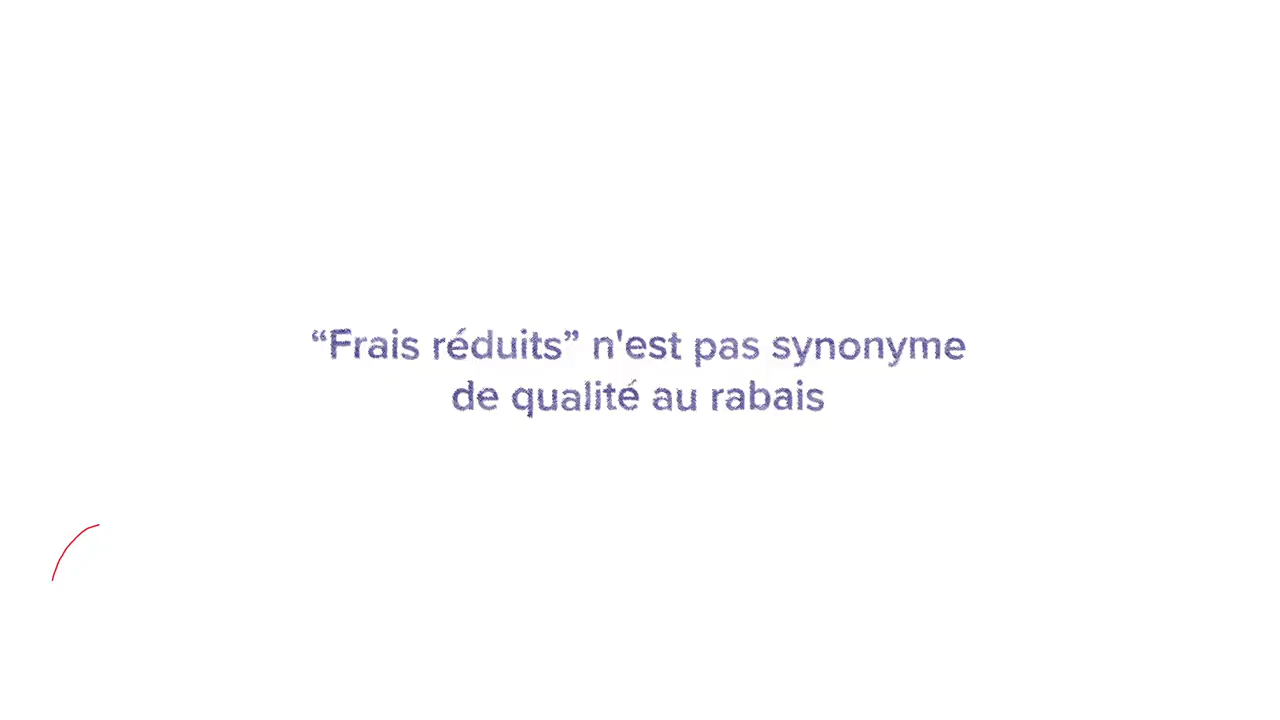 “Frais réduits” n'est pas synonyme
de qualité au rabais